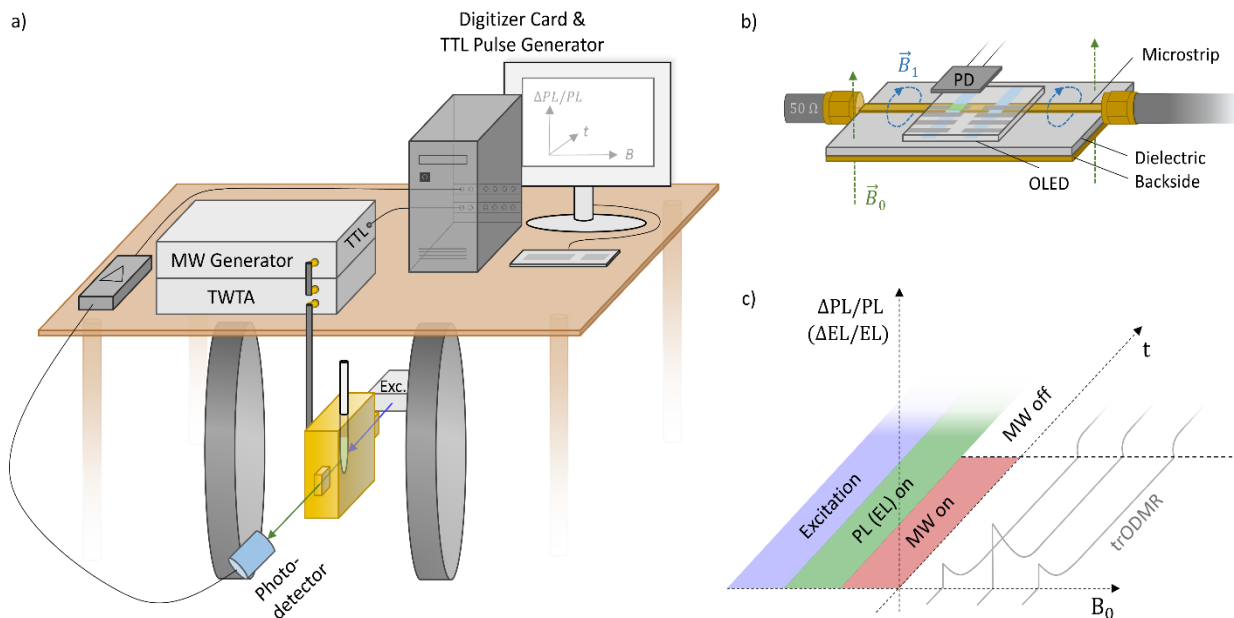 a)
Digitizer Card &
TTL Pulse Generator
ΔPL/PL
t
B
TTL
MW Generator
TWTA
Exc.
Photo-
detector
b)
B⃗₁
PD
Microstrip
50 Ω
Dielectric
OLED
Backside
B⃗₀
c)
ΔPL/PL
(ΔEL/EL)
t
MW off
Excitation
PL (EL) on
MW on
trODMR
B₀